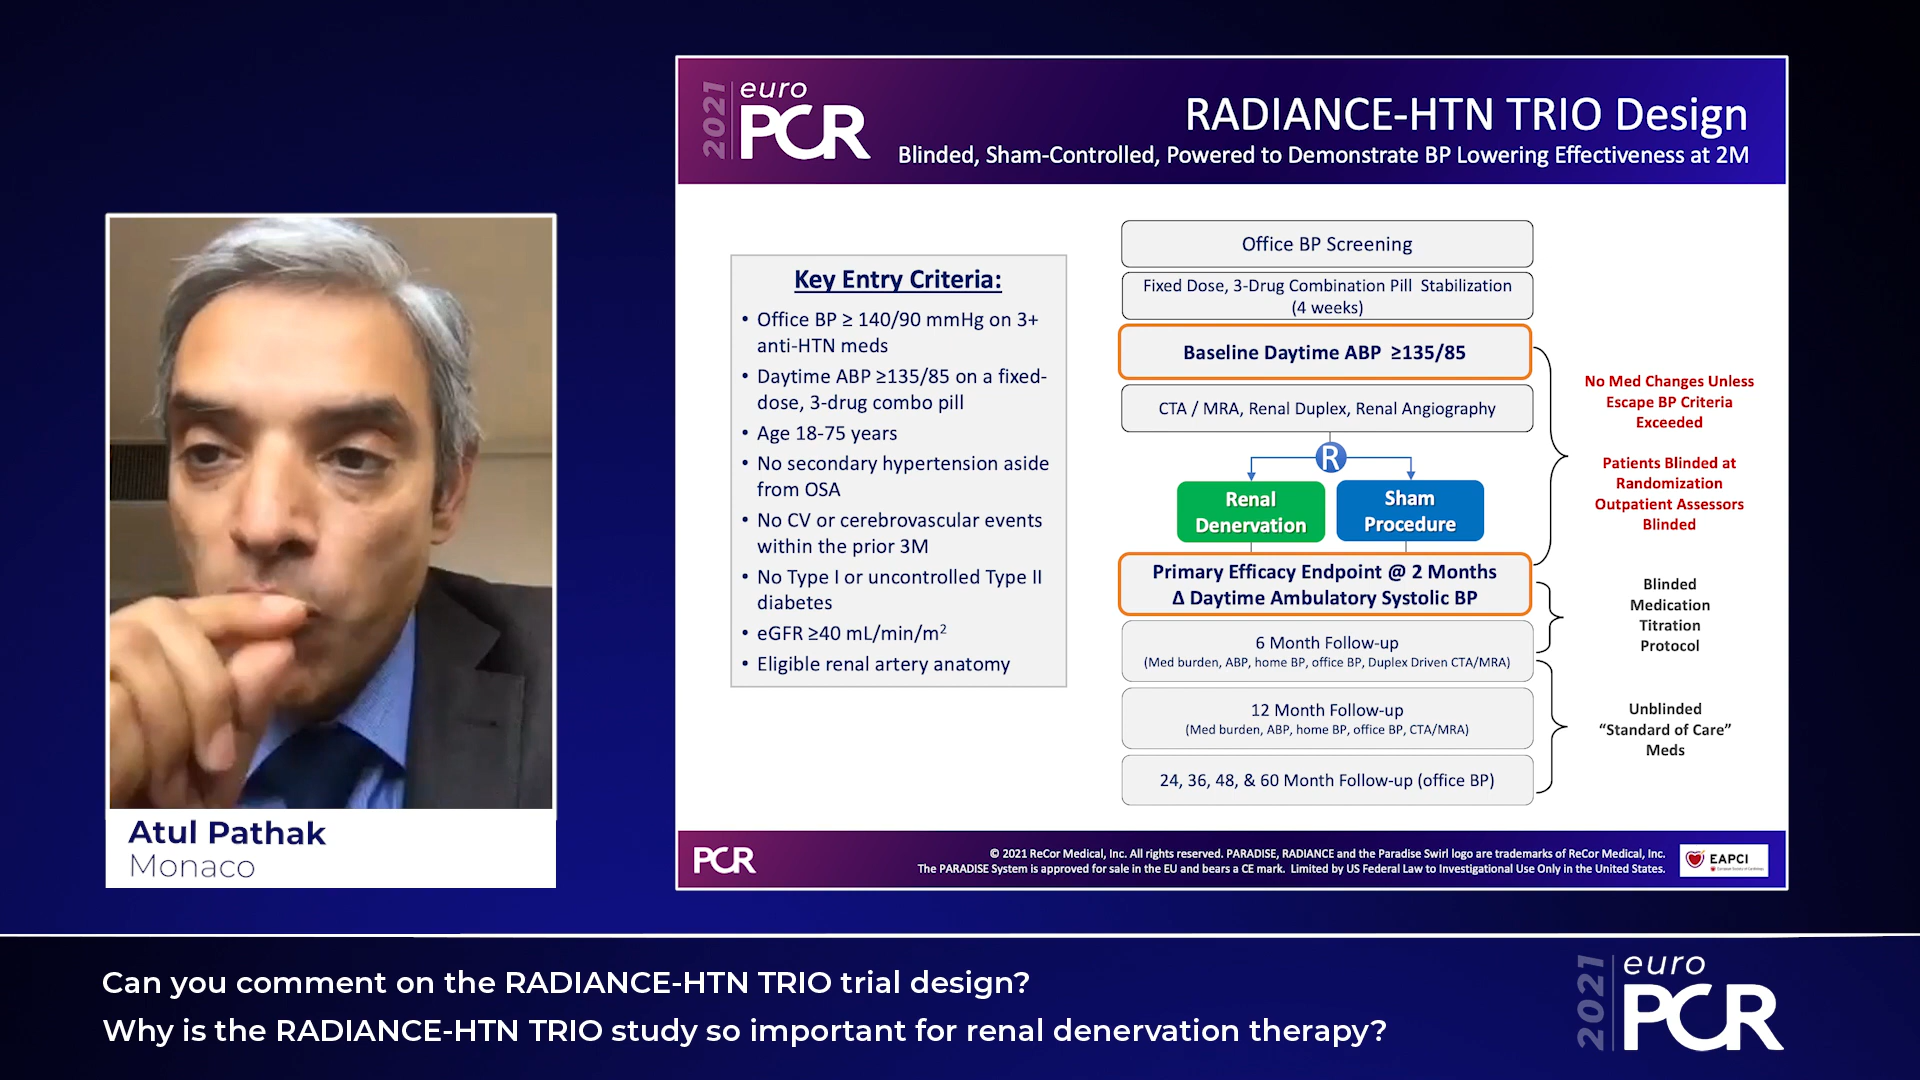 2021 euro PCR
RADIANCE-HTN TRIO Design
Blinded, Sham-Controlled, Powered to Demonstrate BP Lowering Effectiveness at 2M
Key Entry Criteria:
• Office BP ≥ 140/90 mmHg on 3+
anti-HTN meds
• Daytime ABP ≥135/85 on a fixed-
dose, 3-drug combo pill
• Age 18-75 years
• No secondary hypertension aside
from OSA
• No CV or cerebrovascular events
within the prior 3M
• No Type I or uncontrolled Type II
diabetes
• eGFR ≥40 mL/min/m²
• Eligible renal artery anatomy
Office BP Screening
Fixed Dose, 3-Drug Combination Pill Stabilization
(4 weeks)
Baseline Daytime ABP ≥135/85
CTA / MRA, Renal Duplex, Renal Angiography
R
Renal
Denervation
Sham
Procedure
Primary Efficacy Endpoint @ 2 Months
Δ Daytime Ambulatory Systolic BP
6 Month Follow-up
(Med burden, ABP, home BP, office BP, Duplex Driven CTA/MRA)
12 Month Follow-up
(Med burden, ABP, home BP, office BP, CTA/MRA)
24, 36, 48, & 60 Month Follow-up (office BP)
No Med Changes Unless
Escape BP Criteria
Exceeded
Patients Blinded at
Randomization
Outpatient Assessors
Blinded
Blinded
Medication
Titration
Protocol
Unblinded
“Standard of Care”
Meds
PCR
© 2021 ReCor Medical, Inc. All rights reserved. PARADISE, RADIANCE and the Paradise Swirl logo are trademarks of ReCor Medical, Inc.
The PARADISE System is approved for sale in the EU and bears a CE mark. Limited by US Federal Law to Investigational Use Only in the United States.
EAPCI
Atul Pathak
Monaco
Can you comment on the RADIANCE-HTN TRIO trial design?
Why is the RADIANCE-HTN TRIO study so important for renal denervation therapy?
2021 euro PCR